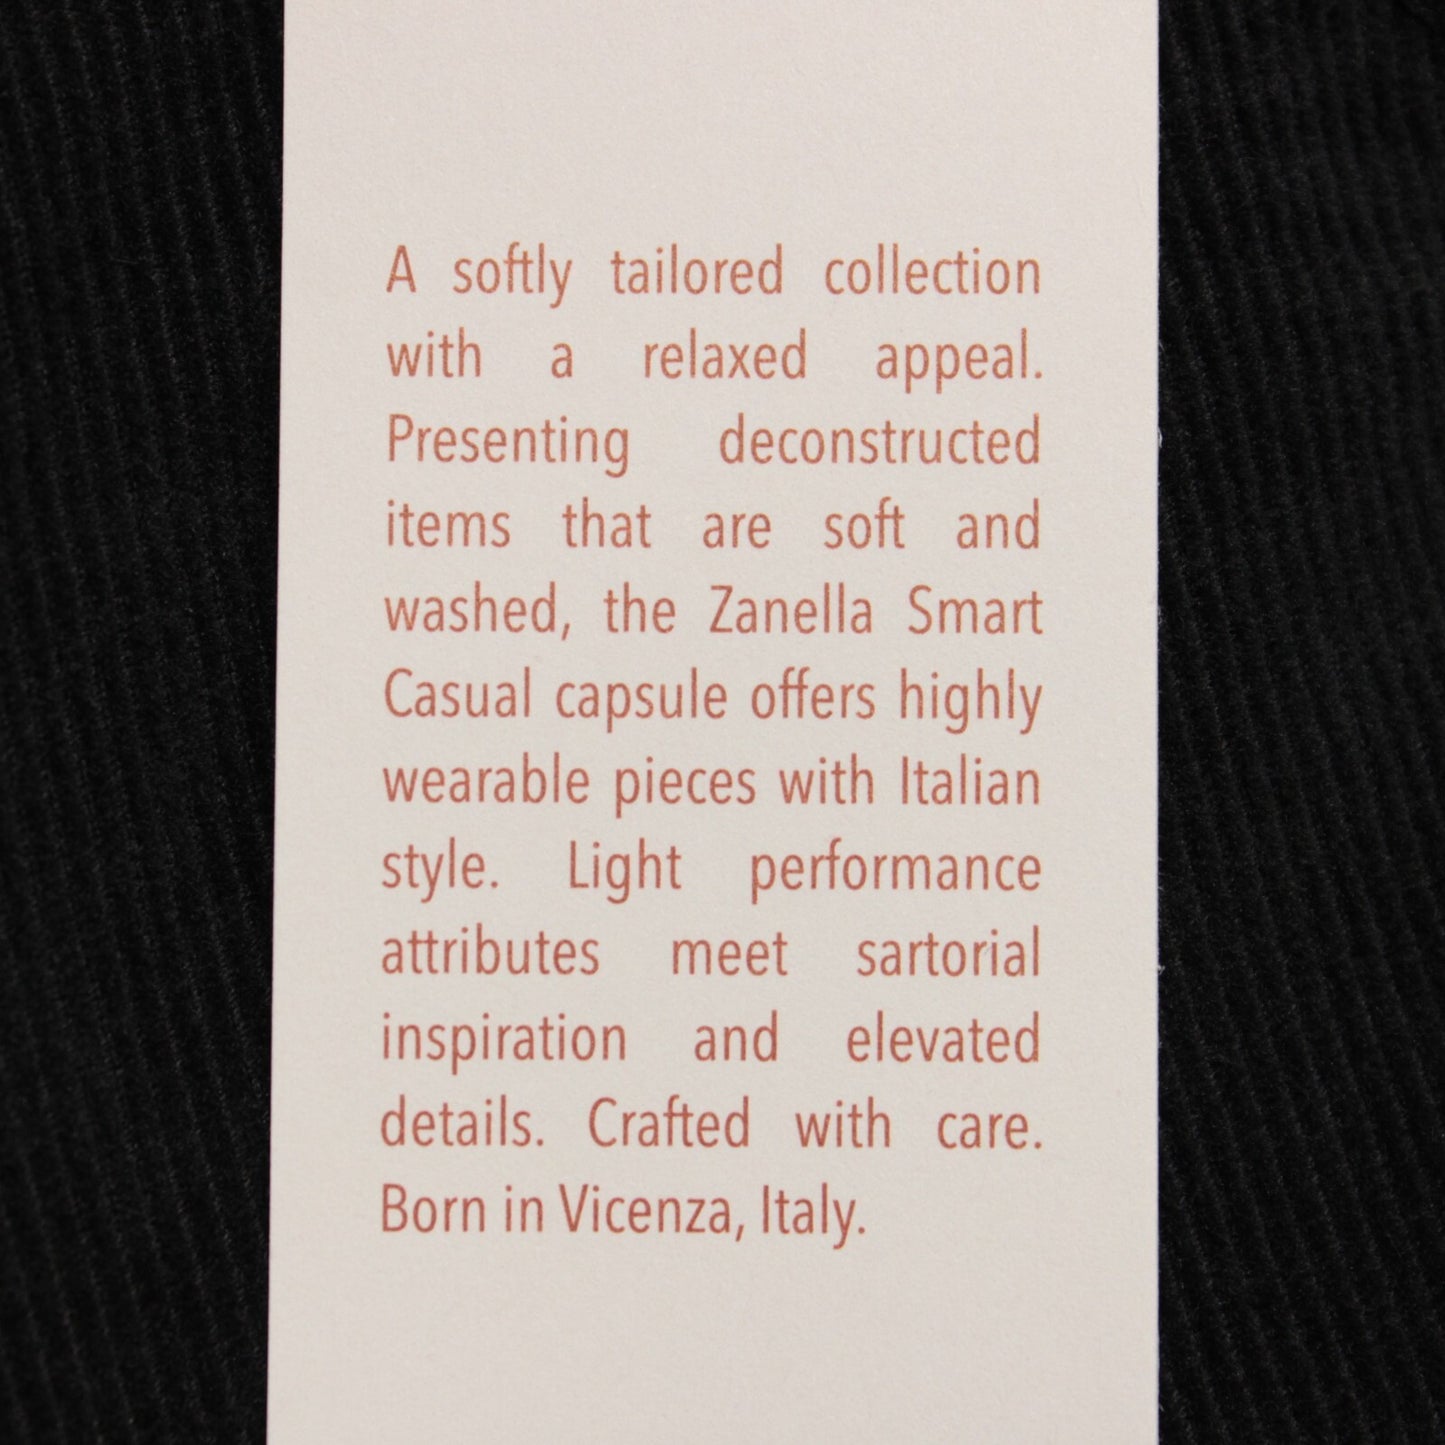 A softly tailored collection
with a relaxed appeal.
Presenting deconstructed
items that are soft and
washed, the Zanella Smart
Casual capsule offers highly
wearable pieces with Italian
style. Light performance
attributes meet sartorial
inspiration and elevated
details. Crafted with care.
Born in Vicenza, Italy.